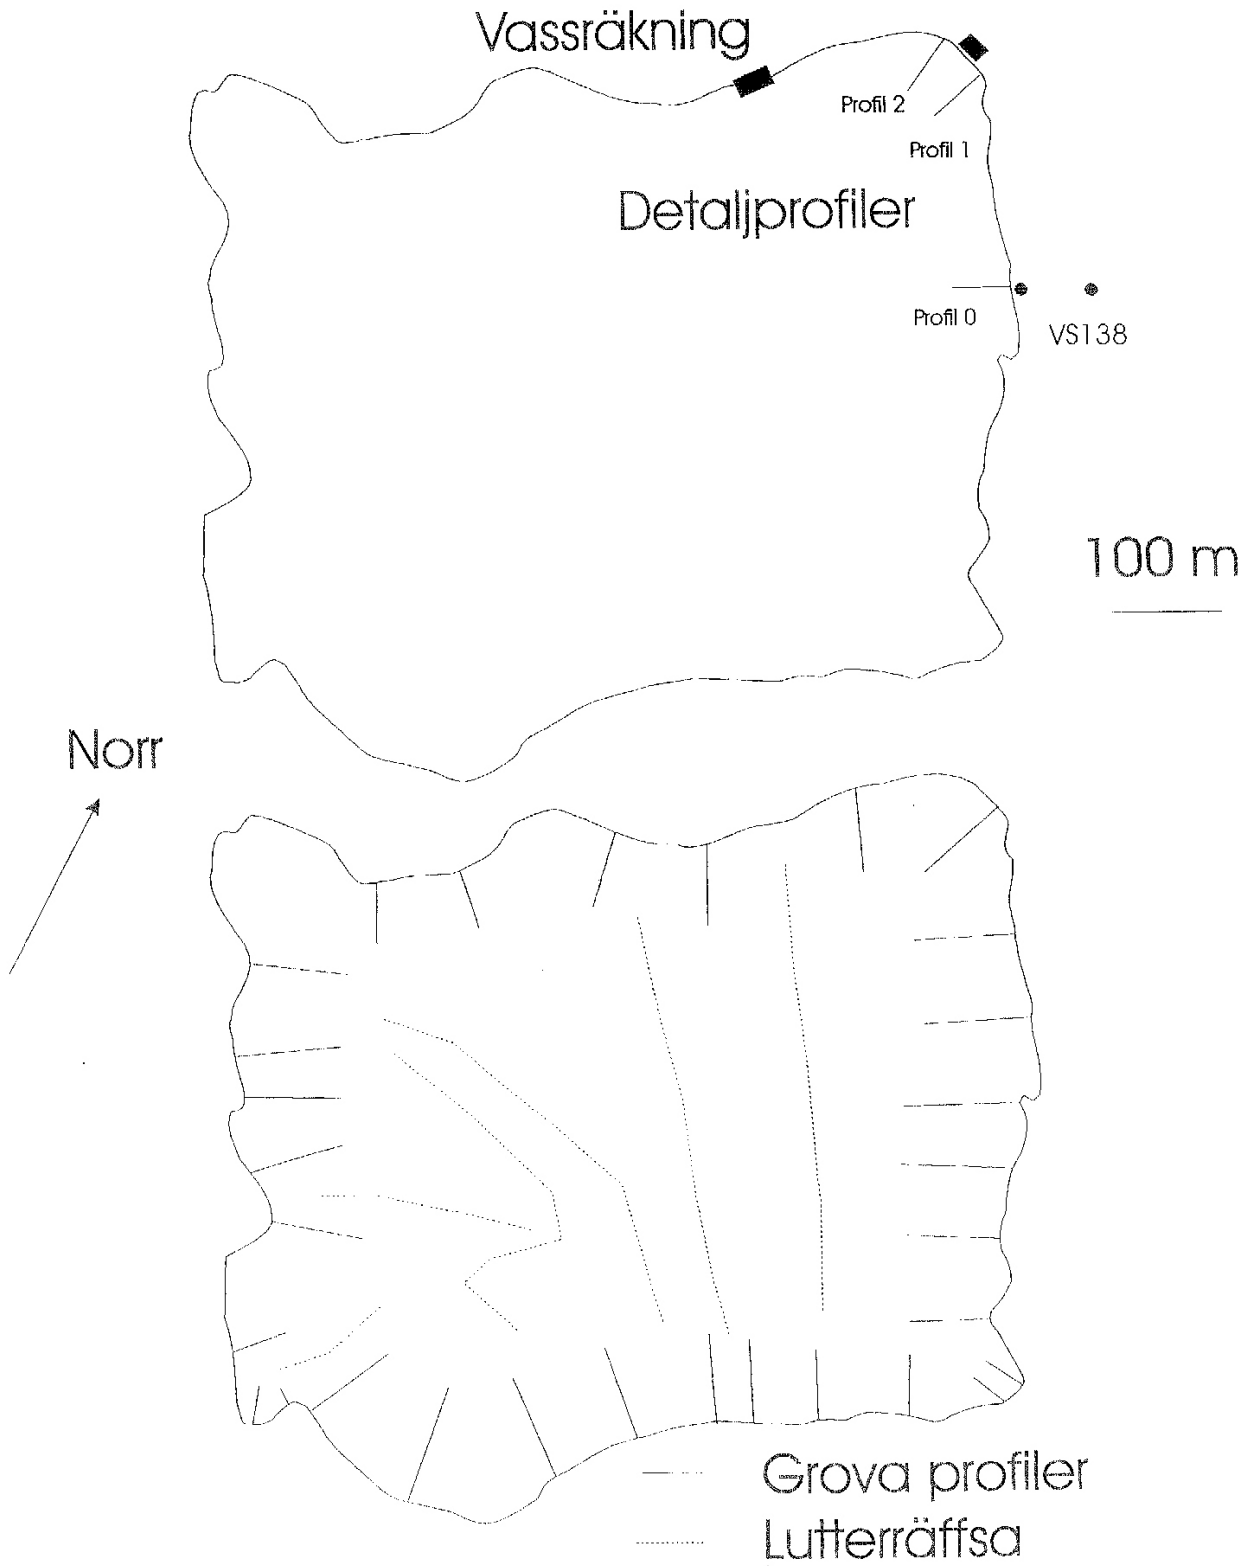 Vassräkning
Profil 2
Profil 1
Detaljprofiler
Profil 0
VS138
100 m
Norr
Grova profiler
Lutterräffsa